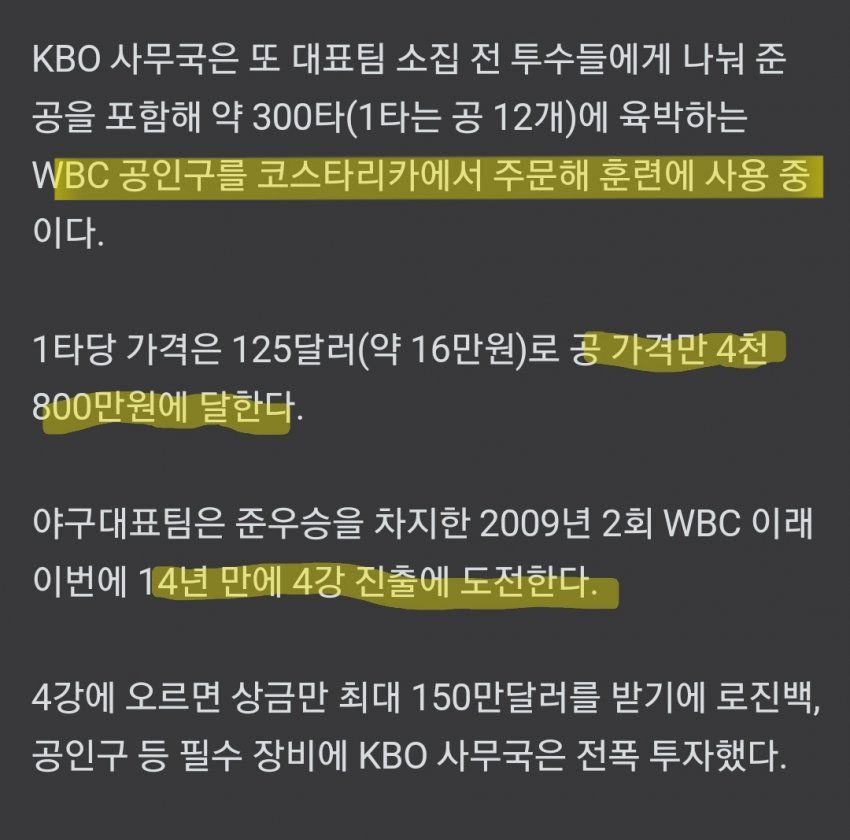 KBO 사무국은 또 대표팀 소집 전 투수들에게 나눠 준
공을 포함해 약 300타(1타는 공 12개)에 육박하는
WBC 공인구를 코스타리카에서 주문해 훈련에 사용 중
이다.
1타당 가격은 125달러(약 16만원)로 공 가격만 4천
800만원에 달한다.
야구대표팀은 준우승을 차지한 2009년 2회 WBC 이래
이번에 14년 만에 4강 진출에 도전한다.
4강에 오르면 상금만 최대 150만달러를 받기에 로진백,
공인구 등 필수 장비에 KBO 사무국은 전폭 투자했다.